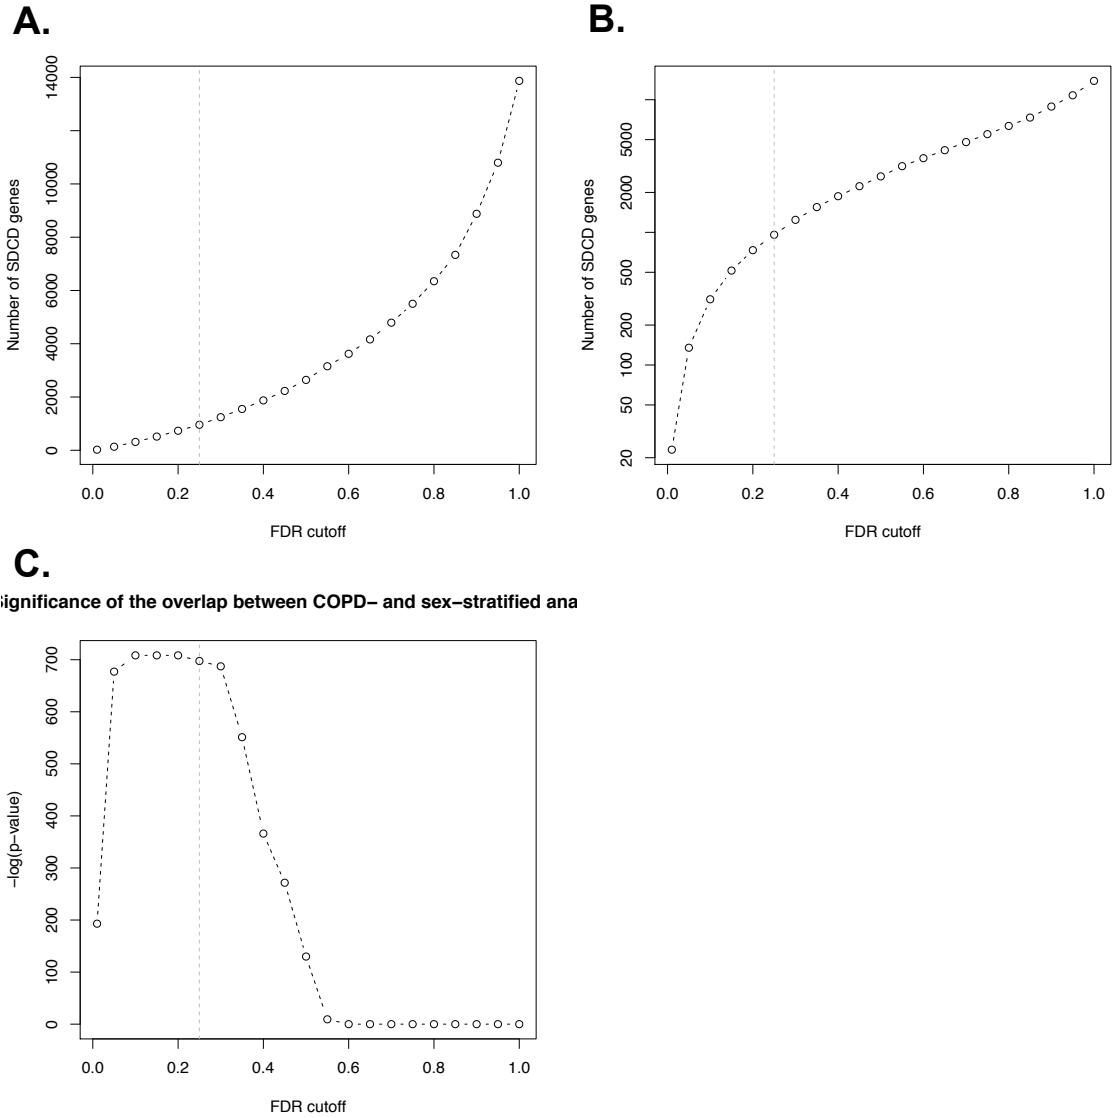 A.
Number of SDCD genes
14000
10000
8000
6000
4000
2000
0
0.0 0.2 0.4 0.6 0.8 1.0
FDR cutoff
B.
Number of SDCD genes
5000
2000
500
200
100
50
20
0.0 0.2 0.4 0.6 0.8 1.0
FDR cutoff
C.
ignificance of the overlap between COPD− and sex−stratified ana
−log(p−value)
700
600
500
400
300
200
100
0
0.0 0.2 0.4 0.6 0.8 1.0
FDR cutoff